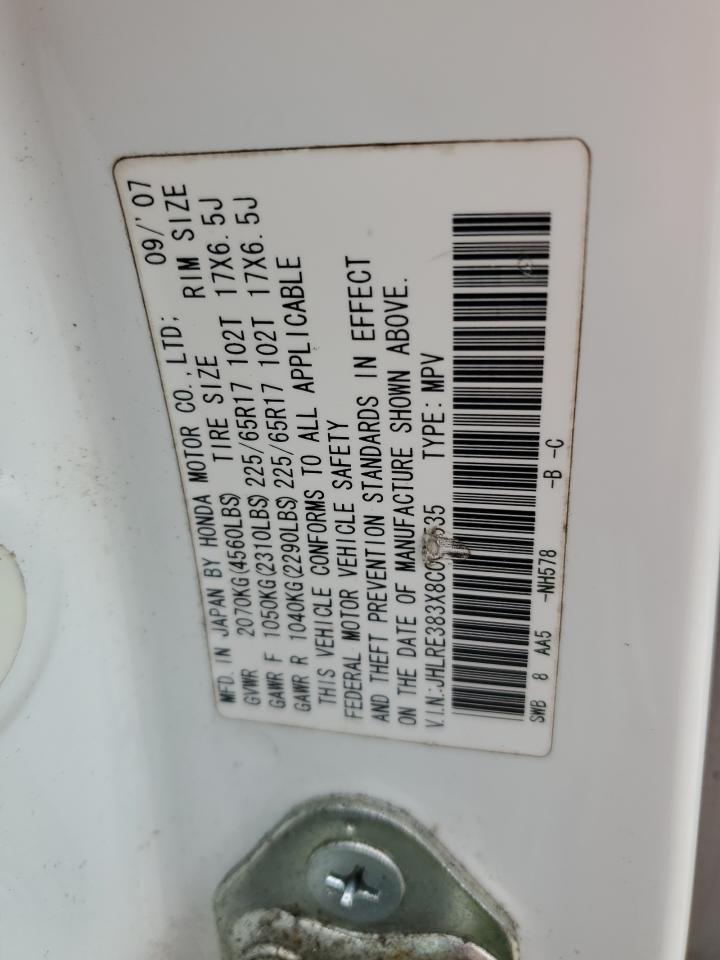 MFD. IN JAPAN BY HONDA MOTOR CO., LTD; 09/'07
GVWR 2070KG(4560LBS) TIRE SIZE RIM SIZE
GAWR F 1050KG(2310LBS)225/65R17 102T 17X6.5J
GAWR R 1040KG(2290LBS)225/65R17 102T 17X6.5J
THIS VEHICLE CONFORMS TO ALL APPLICABLE
FEDERAL MOTOR VEHICLE SAFETY
AND THEFT PREVENTION STANDARDS IN EFFECT
ON THE DATE OF MANUFACTURE SHOWN ABOVE.
V.I.N.: TYPE: MPV
SWB 8 AA5 -NH578 -B -C